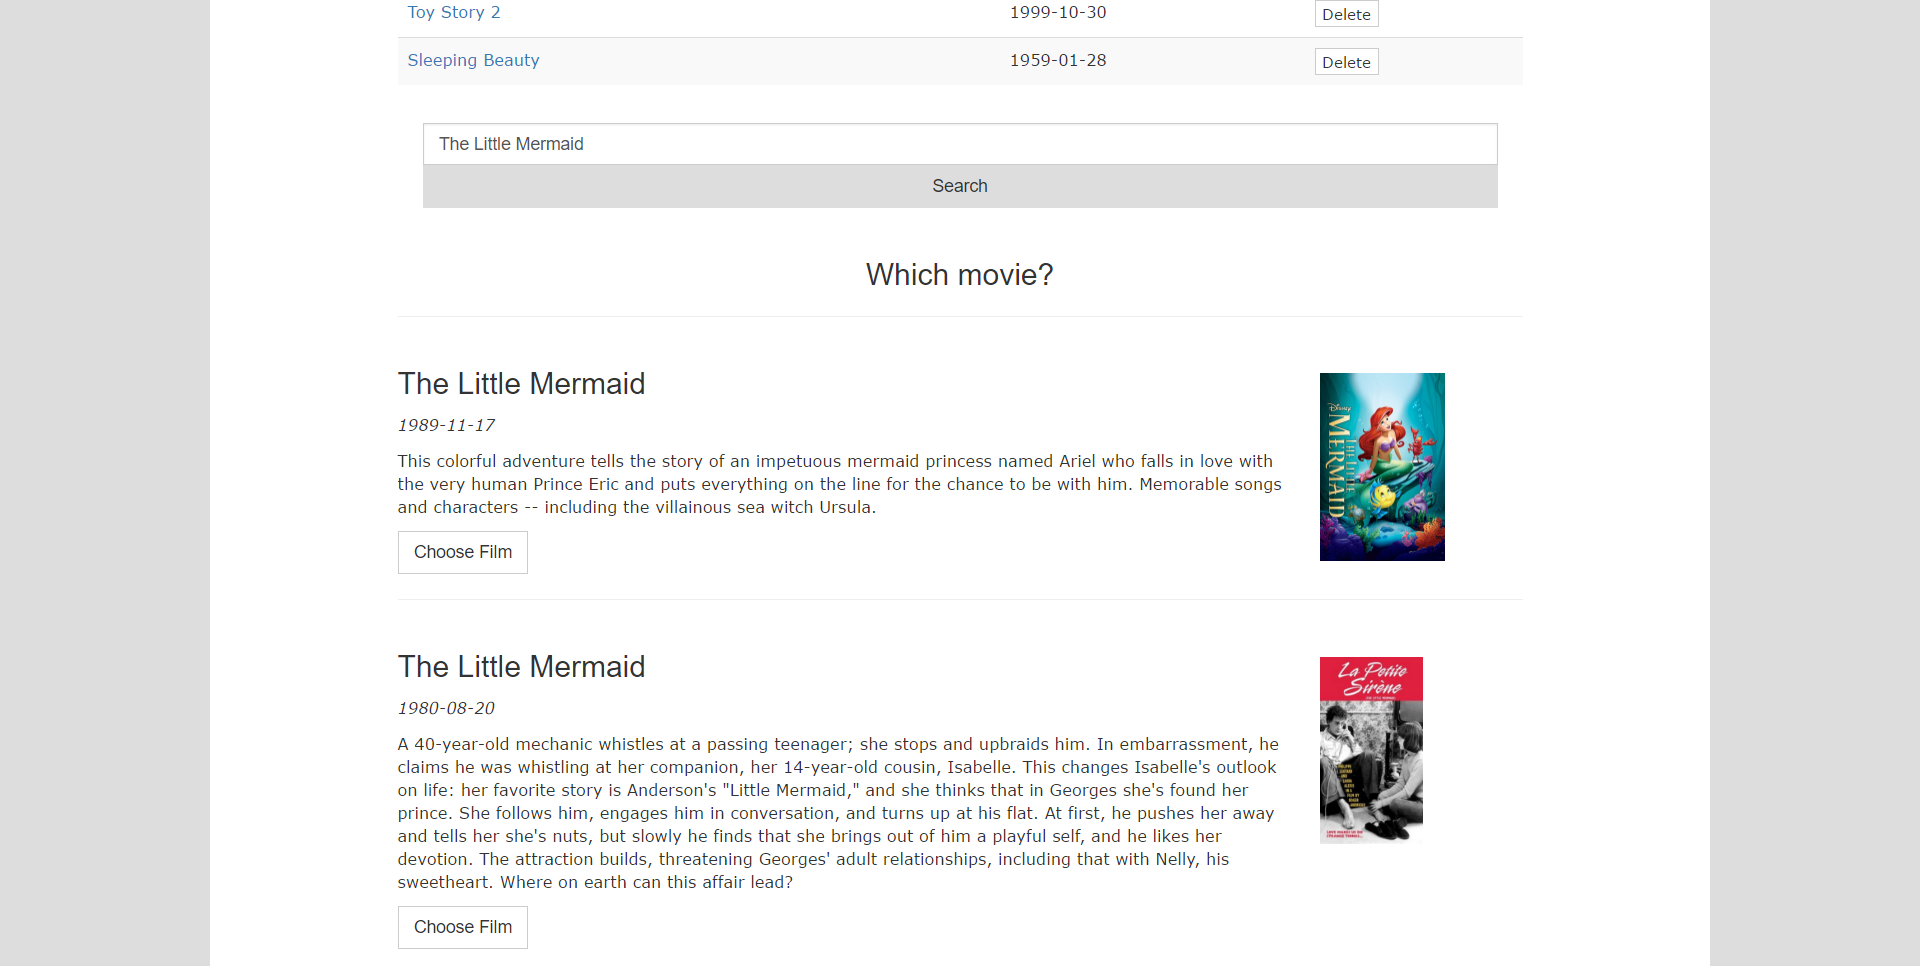 Toy Story 2 1999-10-30 Delete
Sleeping Beauty 1959-01-28 Delete
The Little Mermaid
Search
Which movie?
The Little Mermaid
1989-11-17
This colorful adventure tells the story of an impetuous mermaid princess named Ariel who falls in love with
the very human Prince Eric and puts everything on the line for the chance to be with him. Memorable songs
and characters -- including the villainous sea witch Ursula.
Choose Film
Disney
THE LITTLE
MERMAID
The Little Mermaid
1980-08-20
A 40-year-old mechanic whistles at a passing teenager; she stops and upbraids him. In embarrassment, he
claims he was whistling at her companion, her 14-year-old cousin, Isabelle. This changes Isabelle's outlook
on life: her favorite story is Anderson's "Little Mermaid," and she thinks that in Georges she's found her
prince. She follows him, engages him in conversation, and turns up at his flat. At first, he pushes her away
and tells her she's nuts, but slowly he finds that she brings out of him a playful self, and he likes her
devotion. The attraction builds, threatening Georges' adult relationships, including that with Nelly, his
sweetheart. Where on earth can this affair lead?
Choose Film
La Petite
Sirène